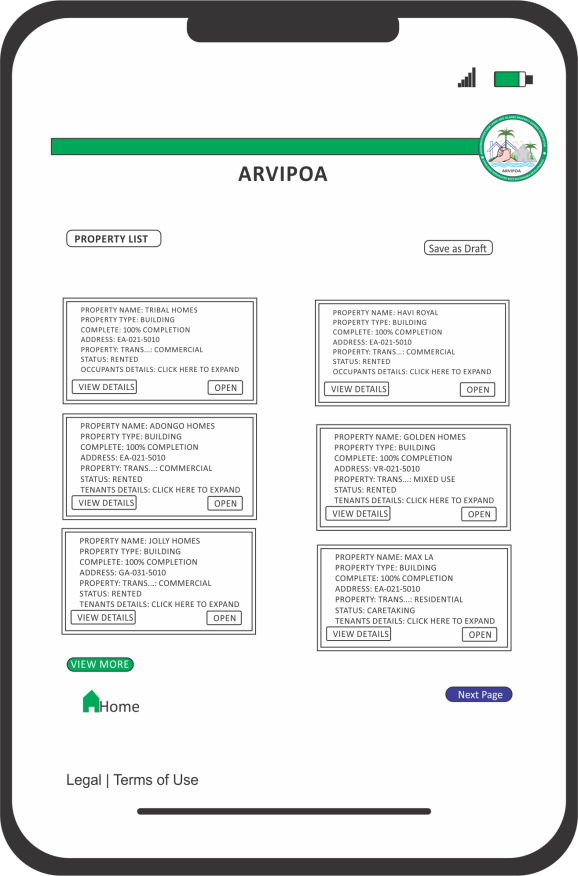 ARVIPOA
ARVIPOA
PROPERTY LIST
Save as Draft
PROPERTY NAME: TRIBAL HOMES
PROPERTY TYPE: BUILDING
COMPLETE: 100% COMPLETION
ADDRESS: EA-021-5010
PROPERTY: TRANS...: COMMERCIAL
STATUS: RENTED
OCCUPANTS DETAILS: CLICK HERE TO EXPAND
VIEW DETAILS
OPEN
PROPERTY NAME: HAVI ROYAL
PROPERTY TYPE: BUILDING
COMPLETE: 100% COMPLETION
ADDRESS: EA-021-5010
PROPERTY: TRANS...: COMMERCIAL
STATUS: RENTED
OCCUPANTS DETAILS: CLICK HERE TO EXPAND
VIEW DETAILS
OPEN
PROPERTY NAME: ADONGO HOMES
PROPERTY TYPE: BUILDING
COMPLETE: 100% COMPLETION
ADDRESS: EA-021-5010
PROPERTY: TRANS...: COMMERCIAL
STATUS: RENTED
TENANTS DETAILS: CLICK HERE TO EXPAND
VIEW DETAILS
OPEN
PROPERTY NAME: GOLDEN HOMES
PROPERTY TYPE: BUILDING
COMPLETE: 100% COMPLETION
ADDRESS: VR-021-5010
PROPERTY: TRANS...: MIXED USE
STATUS: RENTED
TENANTS DETAILS: CLICK HERE TO EXPAND
VIEW DETAILS
OPEN
PROPERTY NAME: JOLLY HOMES
PROPERTY TYPE: BUILDING
COMPLETE: 100% COMPLETION
ADDRESS: GA-031-5010
PROPERTY: TRANS...: COMMERCIAL
STATUS: RENTED
TENANTS DETAILS: CLICK HERE TO EXPAND
VIEW DETAILS
OPEN
PROPERTY NAME: MAX LA
PROPERTY TYPE: BUILDING
COMPLETE: 100% COMPLETION
ADDRESS: EA-021-5010
PROPERTY: TRANS...: RESIDENTIAL
STATUS: CARETAKING
TENANTS DETAILS: CLICK HERE TO EXPAND
VIEW DETAILS
OPEN
VIEW MORE
Next Page
Home
Legal | Terms of Use